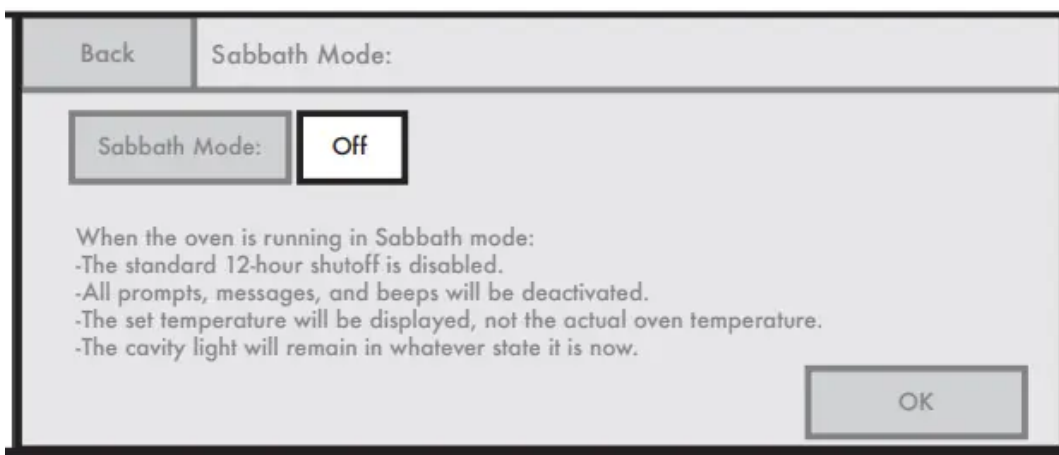 Back
Sabbath Mode:
Sabbath Mode:
Off
When the oven is running in Sabbath mode:
-The standard 12-hour shutoff is disabled.
-All prompts, messages, and beeps will be deactivated.
-The set temperature will be displayed, not the actual oven temperature.
-The cavity light will remain in whatever state it is now.
OK